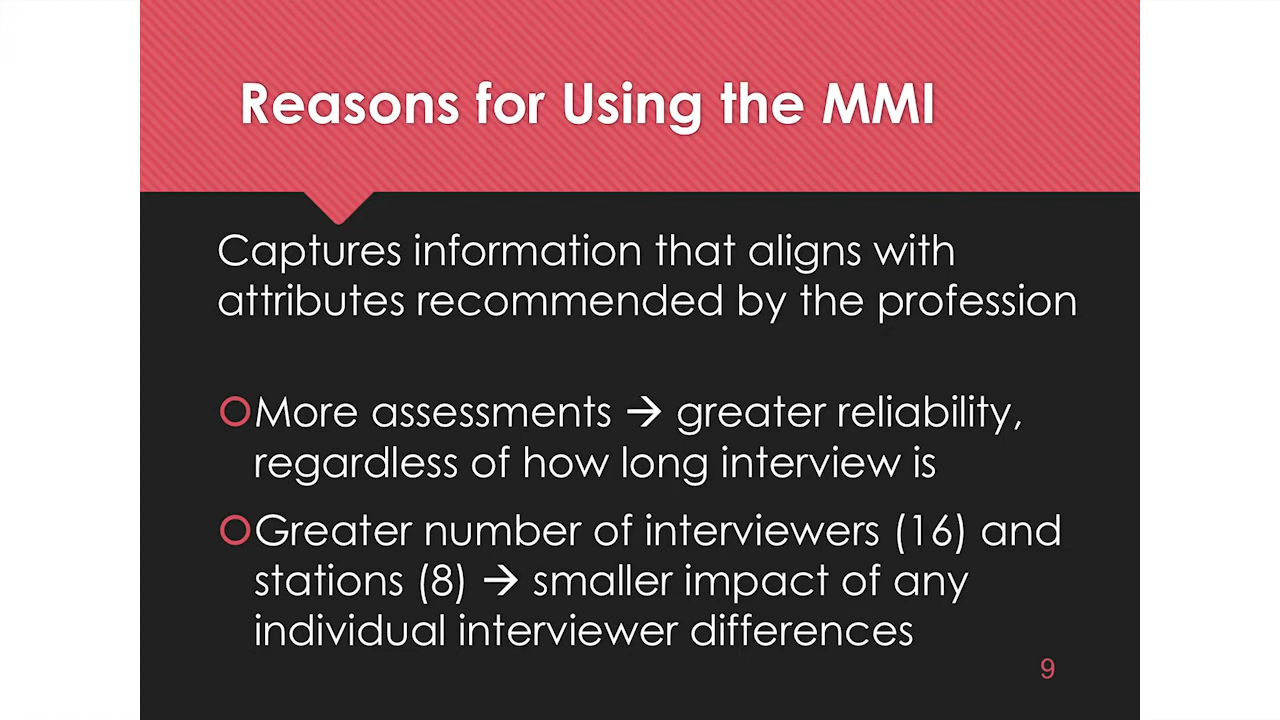 Reasons for Using the MMI
Captures information that aligns with
attributes recommended by the profession
More assessments → greater reliability,
regardless of how long interview is
Greater number of interviewers (16) and
stations (8) → smaller impact of any
individual interviewer differences
9